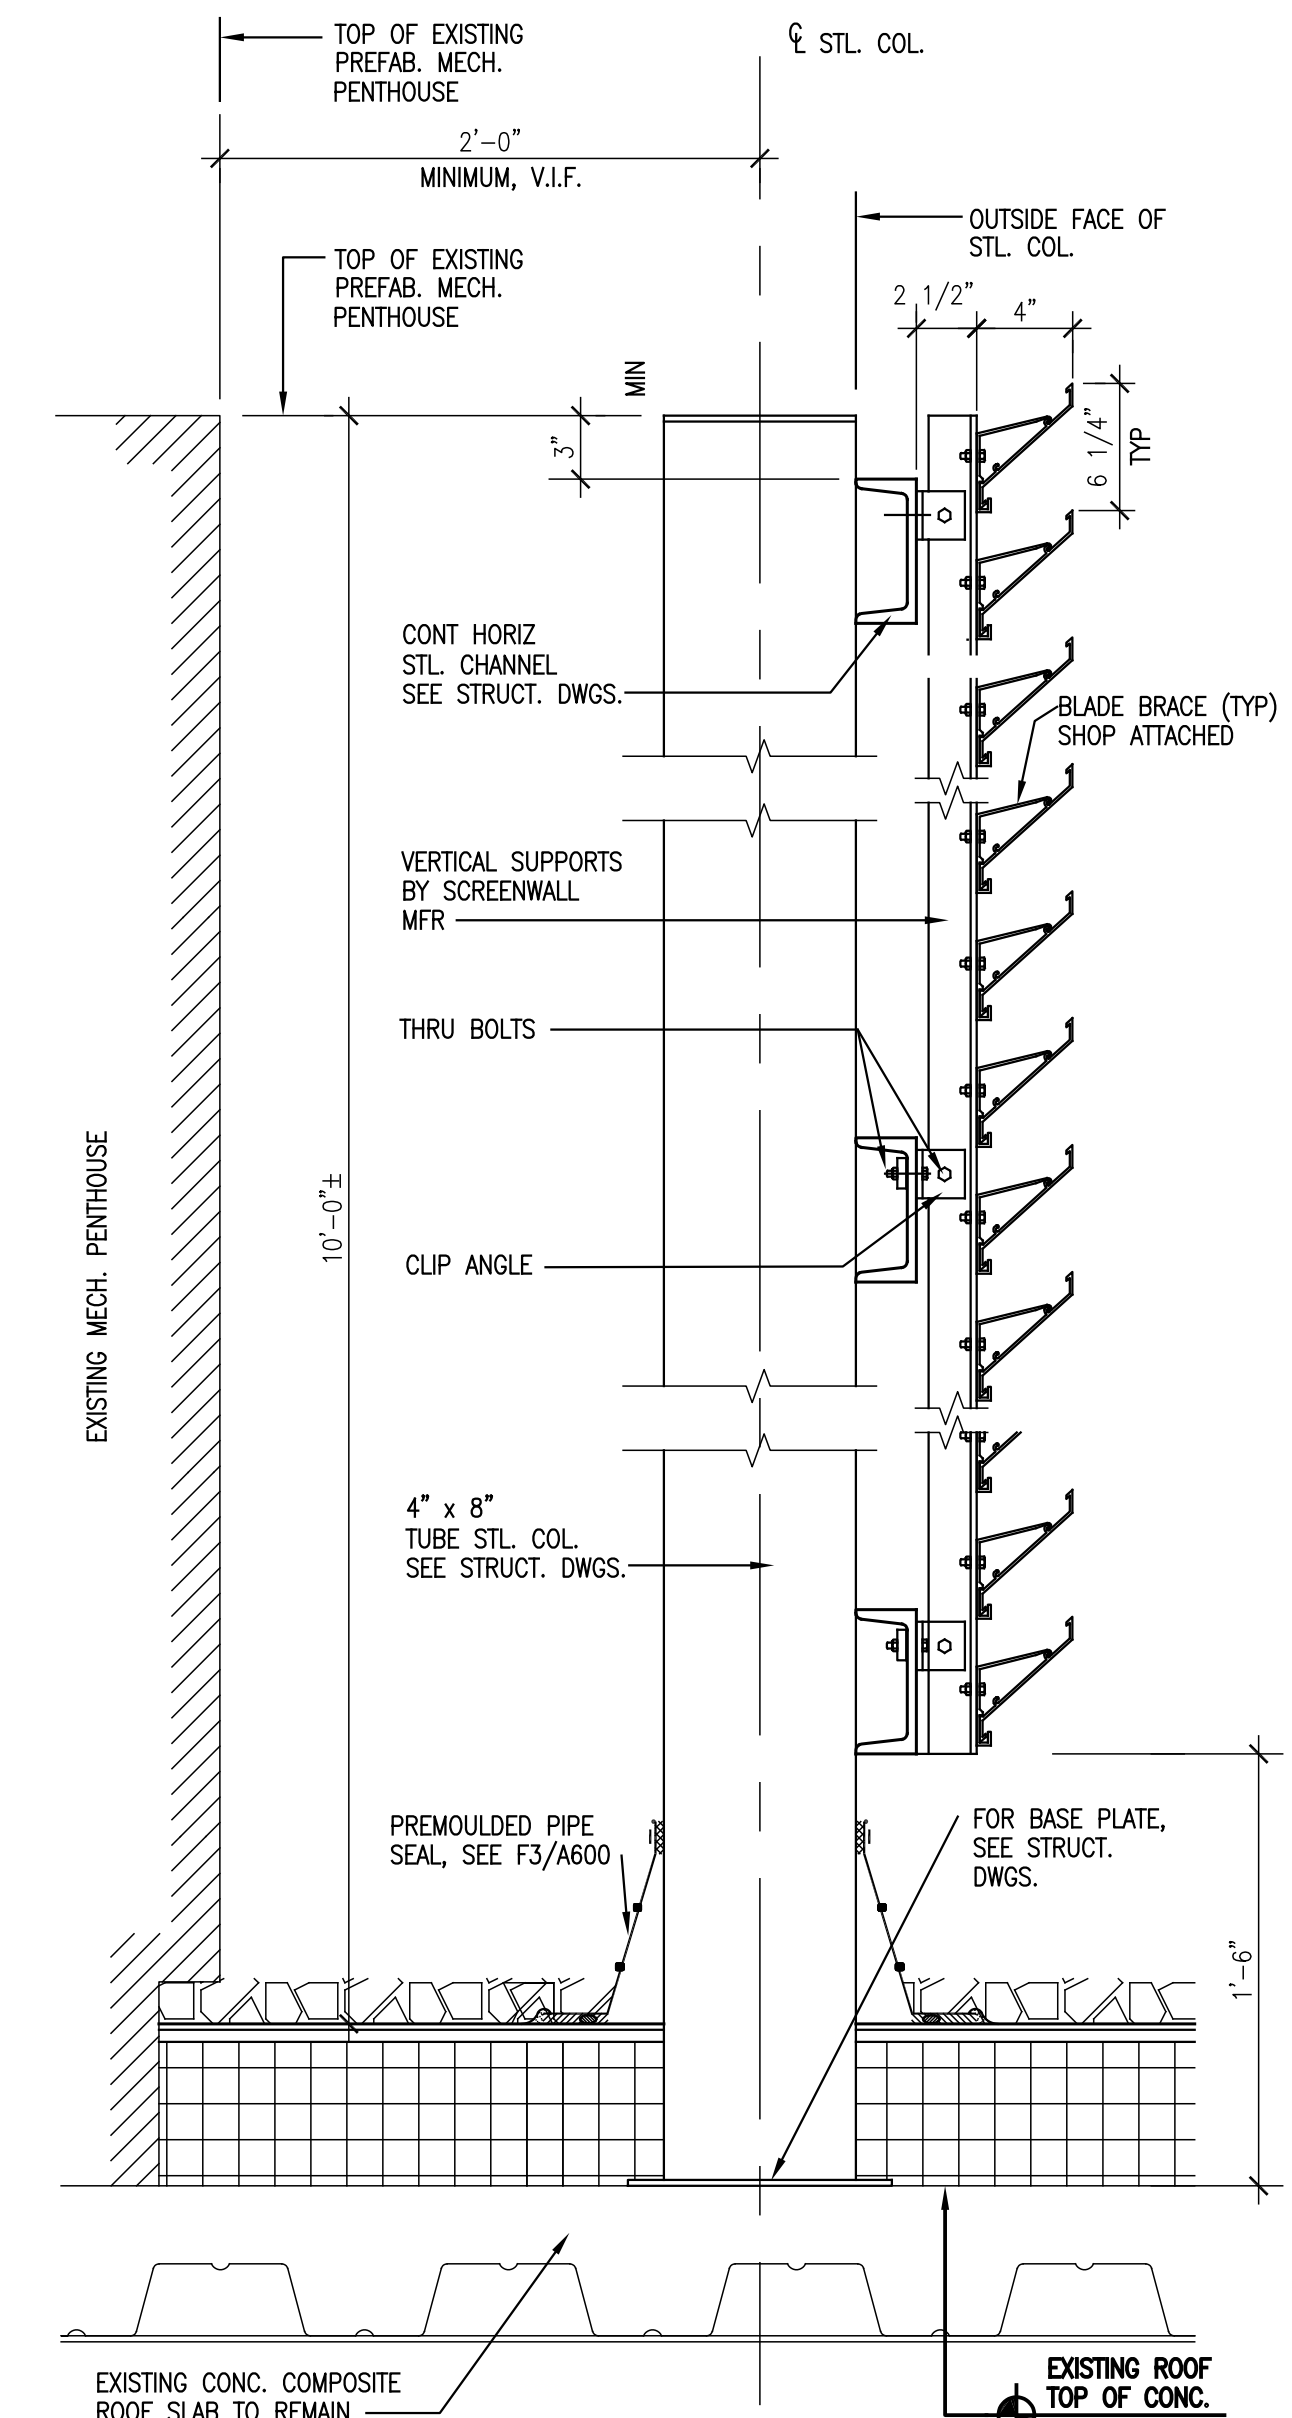 TOP OF EXISTING
PREFAB. MECH.
PENTHOUSE
℄ STL. COL.
2'-0"
MINIMUM, V.I.F.
OUTSIDE FACE OF
STL. COL.
TOP OF EXISTING
PREFAB. MECH.
PENTHOUSE
2 1/2"
4"
MIN
3"
6 1/4"
TYP
CONT HORIZ
STL. CHANNEL
SEE STRUCT. DWGS.
BLADE BRACE (TYP)
SHOP ATTACHED
VERTICAL SUPPORTS
BY SCREENWALL
MFR
THRU BOLTS
EXISTING MECH. PENTHOUSE
10'-0"±
CLIP ANGLE
4" x 8"
TUBE STL. COL.
SEE STRUCT. DWGS.
PREMOULDED PIPE
SEAL, SEE F3/A600
FOR BASE PLATE,
SEE STRUCT.
DWGS.
1'-6"
EXISTING CONC. COMPOSITE
ROOF SLAB TO REMAIN
EXISTING ROOF
TOP OF CONC.